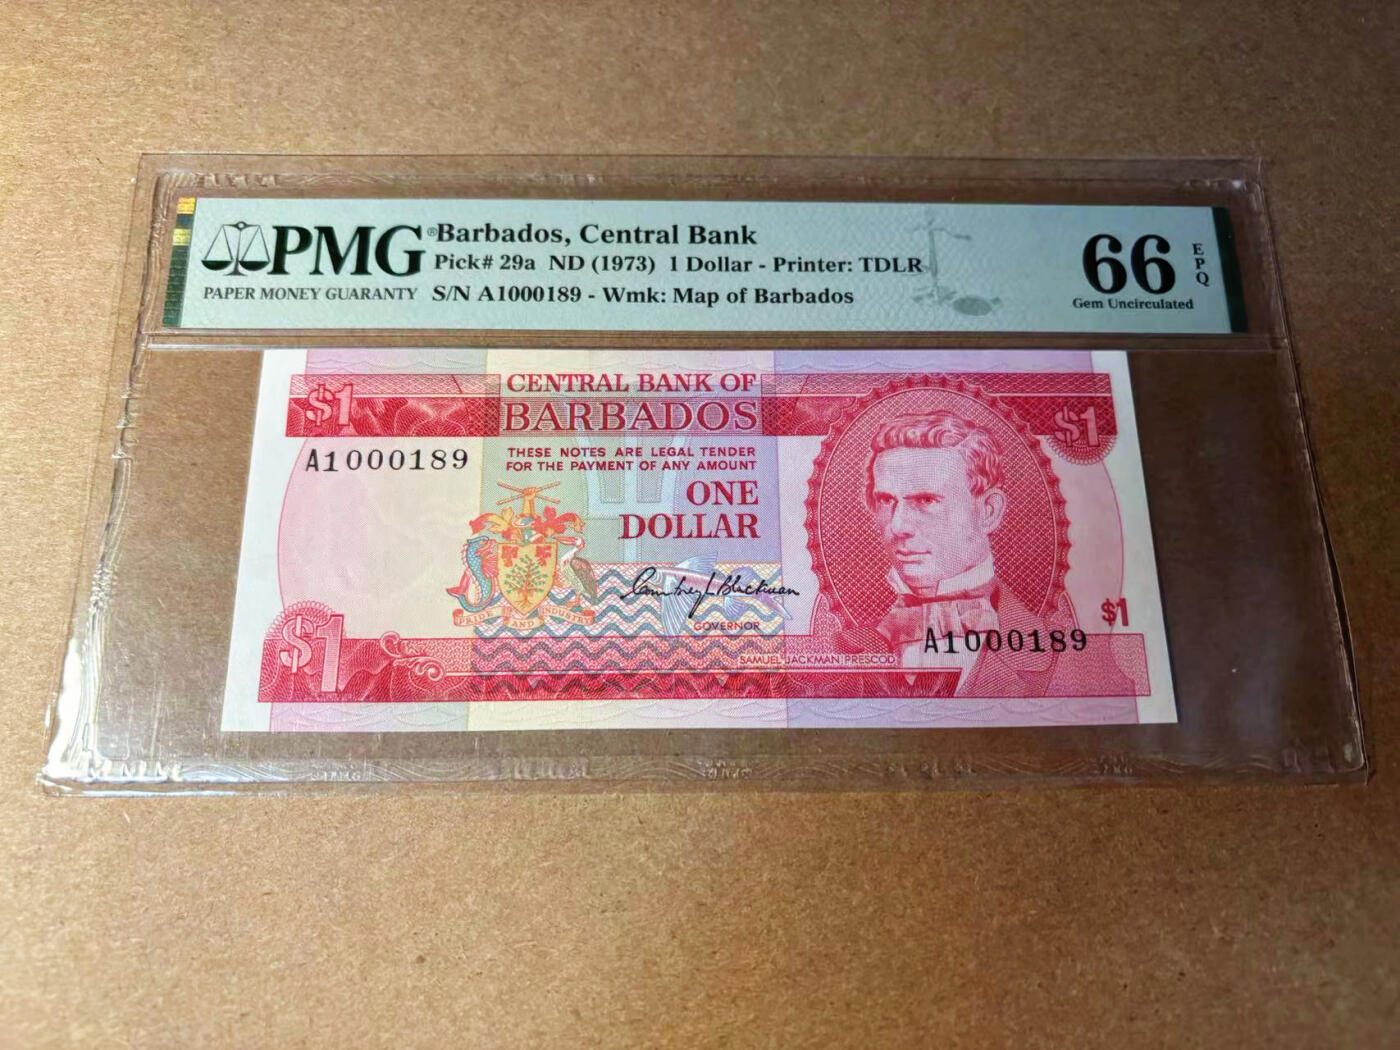 PMG®
PAPER MONEY GUARANTY
Barbados, Central Bank
Pick# 29a ND (1973) 1 Dollar - Printer: TDLR
S/N A1000189 - Wmk: Map of Barbados
66
EPQ
Gem Uncirculated
$1
CENTRAL BANK OF
BARBADOS
$1
A1000189
THESE NOTES ARE LEGAL TENDER
FOR THE PAYMENT OF ANY AMOUNT
ONE
DOLLAR
PRIDE AND INDUSTRY
Courtney N Blackman
GOVERNOR
$1
$1
A1000189
SAMUEL JACKMAN PRESCOD